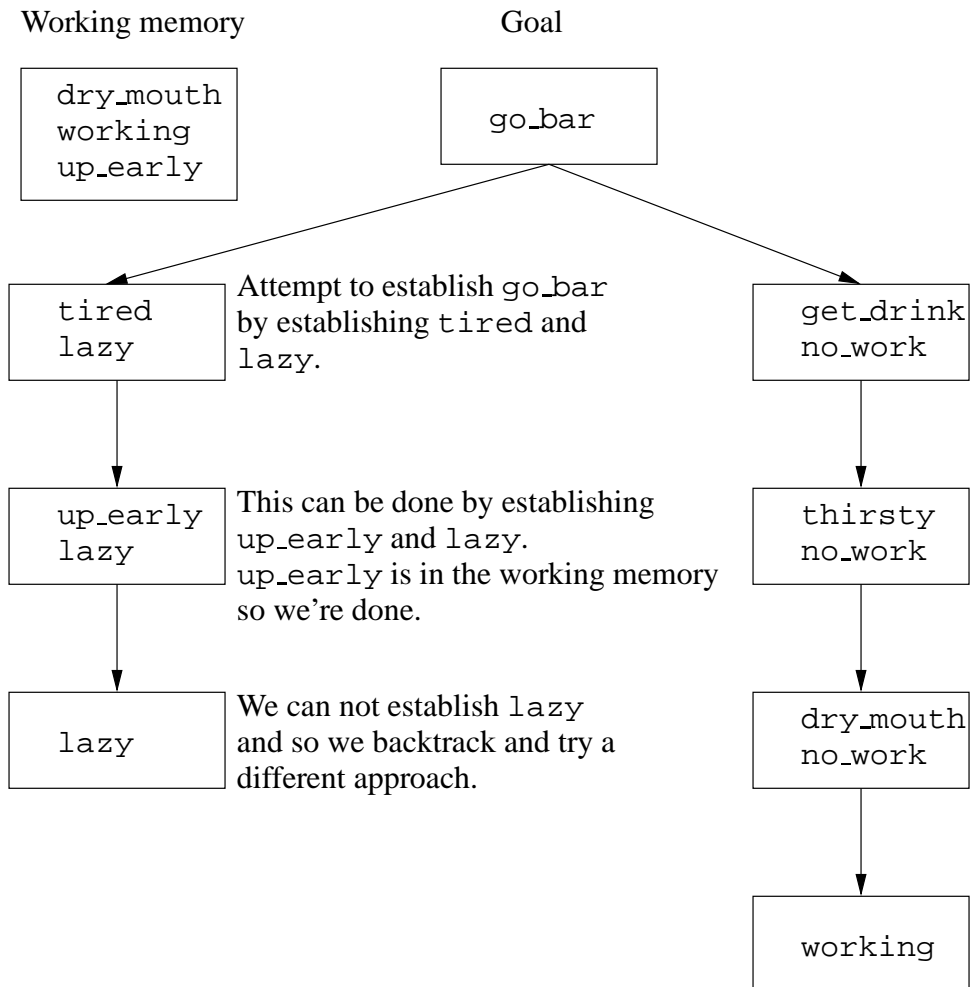 Working memory
Goal
dry_mouth
working
up_early
go_bar
tired
lazy
Attempt to establish go_bar
by establishing tired and
lazy.
get_drink
no_work
up_early
lazy
This can be done by establishing
up_early and lazy.
up_early is in the working memory
so we're done.
thirsty
no_work
lazy
We can not establish lazy
and so we backtrack and try a
different approach.
dry_mouth
no_work
working